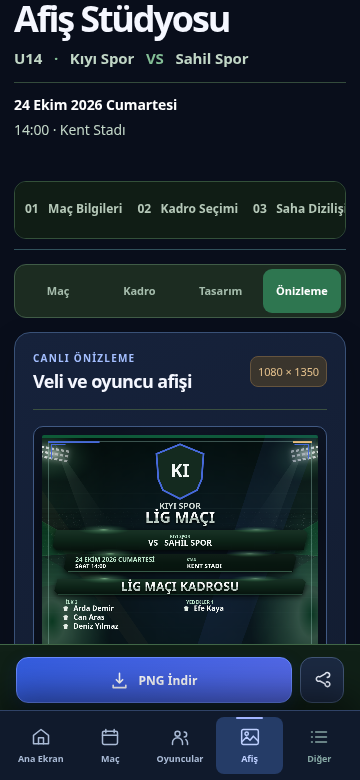 Afiş Stüdyosu
U14 · Kıyı Spor VS Sahil Spor
24 Ekim 2026 Cumartesi
14:00 · Kent Stadı
01 Maç Bilgileri 02 Kadro Seçimi 03 Saha Dizilişi
Maç Kadro Tasarım Önizleme
CANLI ÖNİZLEME
Veli ve oyuncu afişi
1080 × 1350
KI
KIYI SPOR
LİG MAÇI
VS SAHİL SPOR
24 EKİM 2026 CUMARTESİ
SAAT 14:00
KENT STADI
LİG MAÇI KADROSU
Arda Demir
Can Aras
Deniz Yılmaz
Efe Kaya
PNG İndir
Ana Ekran Maç Oyuncular Afiş Diğer